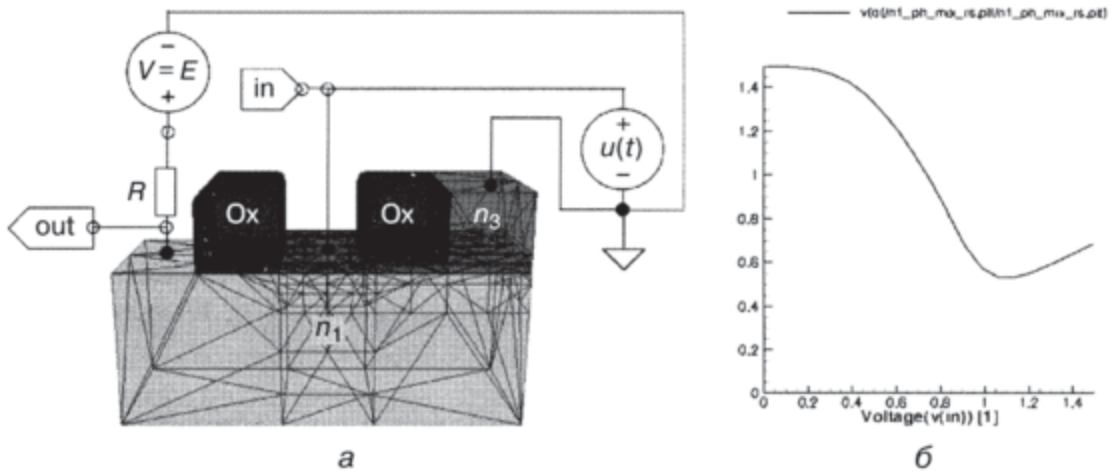 V = E
in
u(t)
R
out
Ox
Ox
n3
n1
а
1.4
1.2
1
0.8
0.6
0.4
0.2
0
0
0.2
0.4
0.6
0.8
1
1.2
1.4
Voltage(v(in)) [1]
б